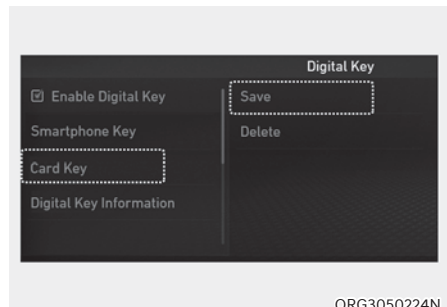 Digital Key
Enable Digital Key
Smartphone Key
Card Key
Digital Key Information
Save
Delete
ORG3050224N